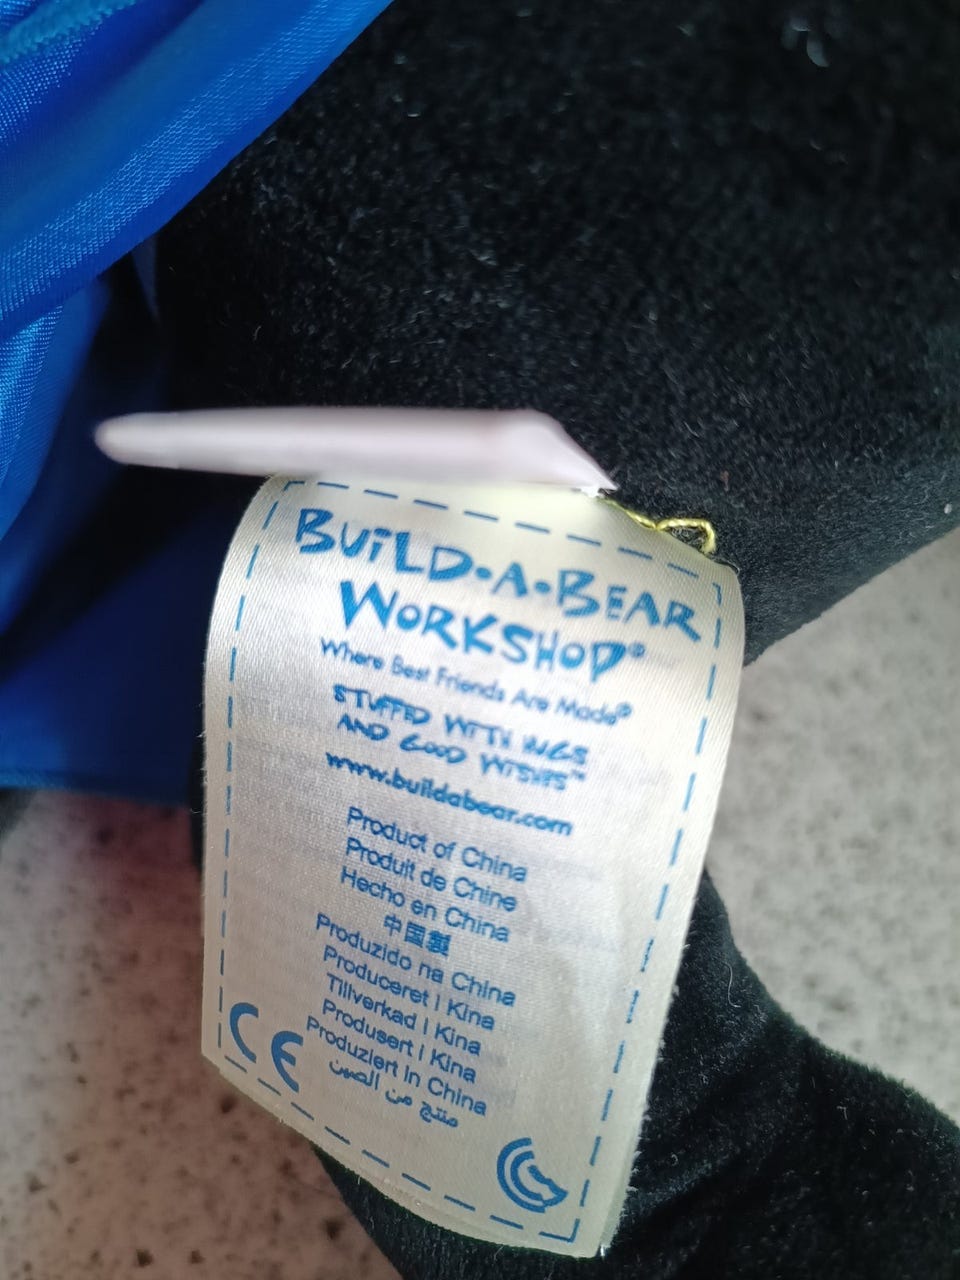 BUILD-A-BEAR
WORKSHOP®
Where Best Friends Are Made®
STUFFED WITH HUGS
AND GOOD WISHES™
www.buildabear.com
Product of China
Produit de Chine
Hecho en China
中国製
Produzido na China
Produceret i Kina
Tillverkad i Kina
Produsert i Kina
Produziert in China
منتج من الصين
CE